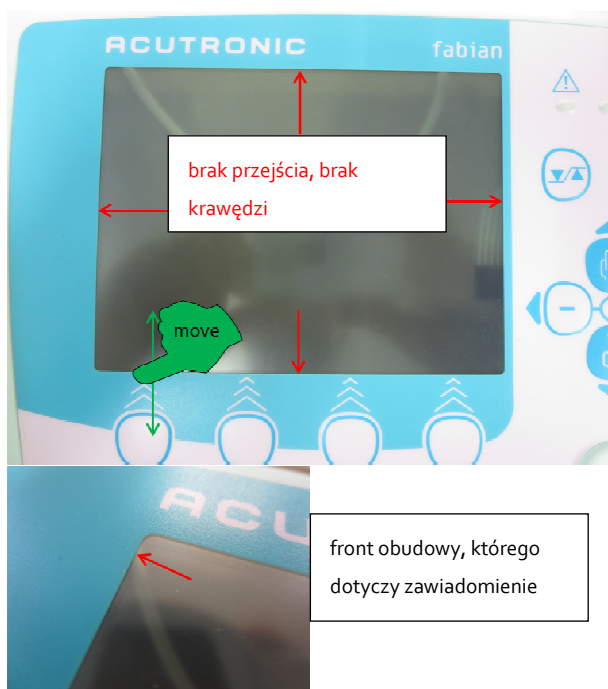 ACUTRONIC
fabian
brak przejścia, brak
krawędzi
move
ACU
front obudowy, którego
dotyczy zawiadomienie